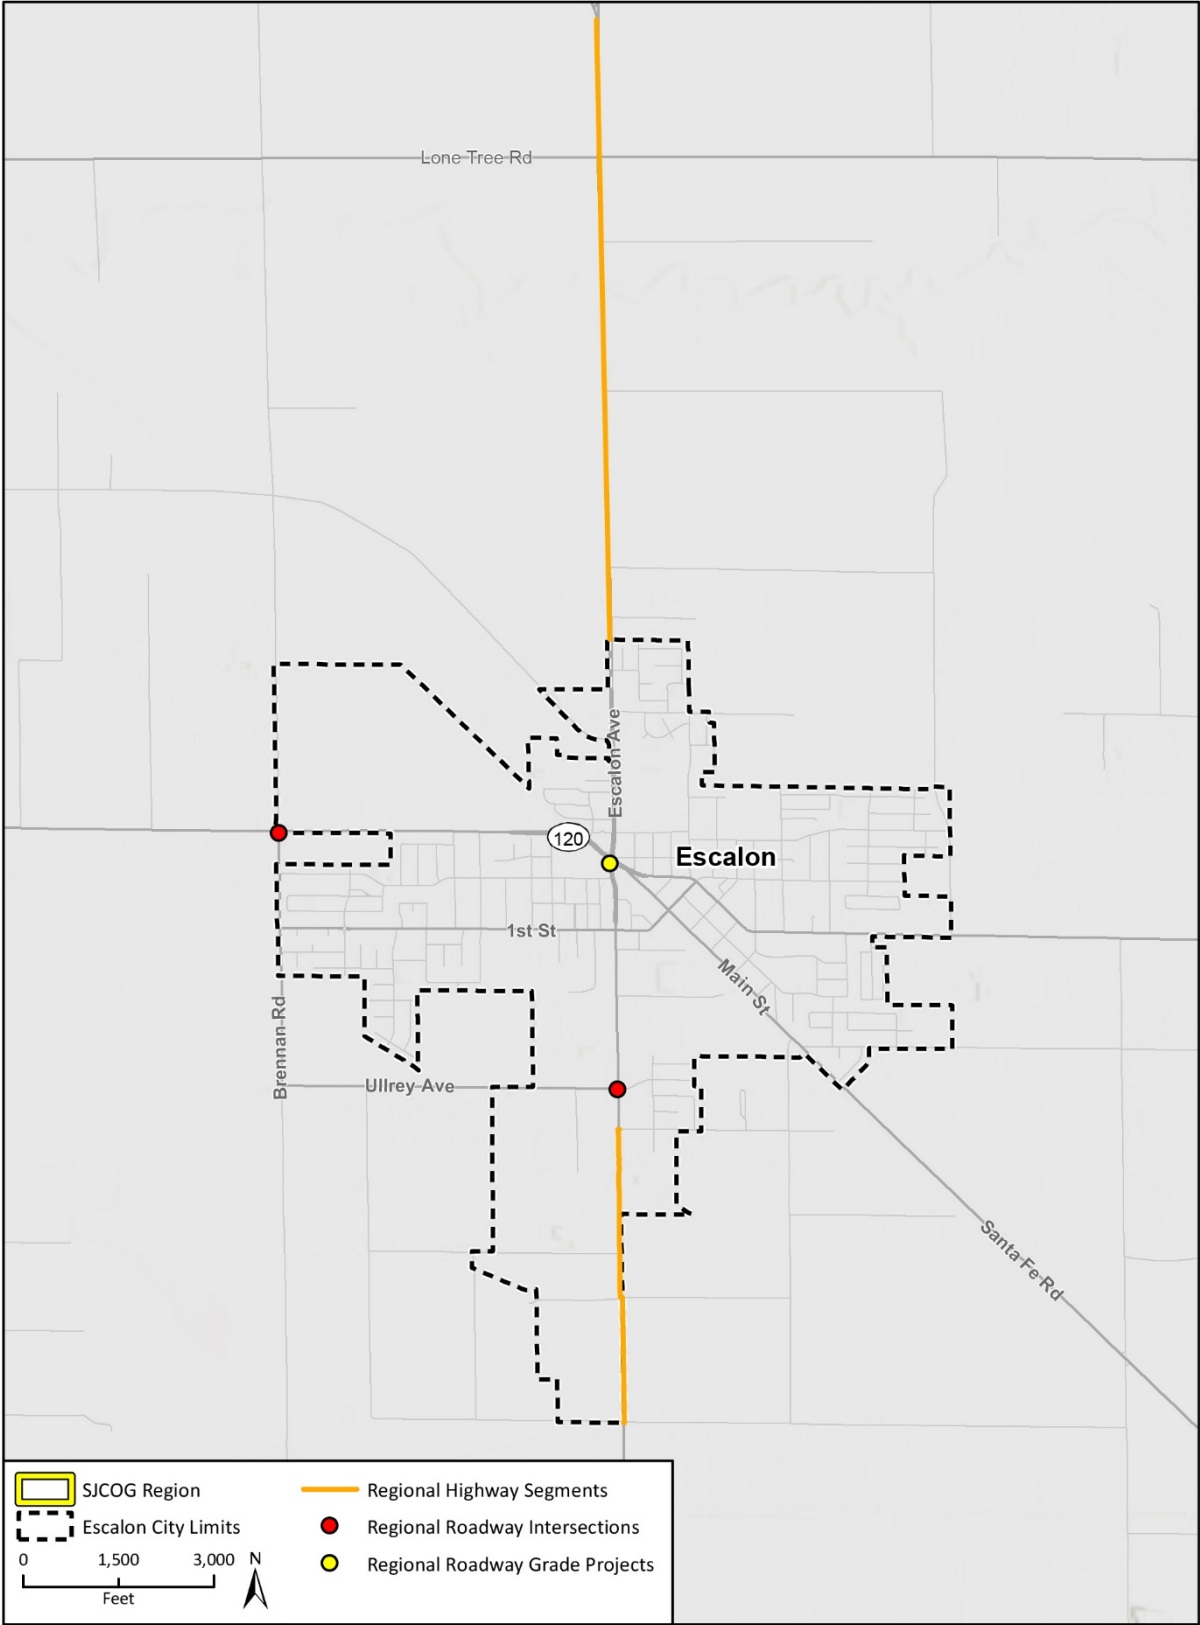 Lone Tree Rd
Escalon Ave
120
Escalon
1st St
Main St
Brennan Rd
Ullrey Ave
Santa Fe Rd
SJCOG Region
Regional Highway Segments
Escalon City Limits
Regional Roadway Intersections
0 1,500 3,000 N
Regional Roadway Grade Projects
Feet